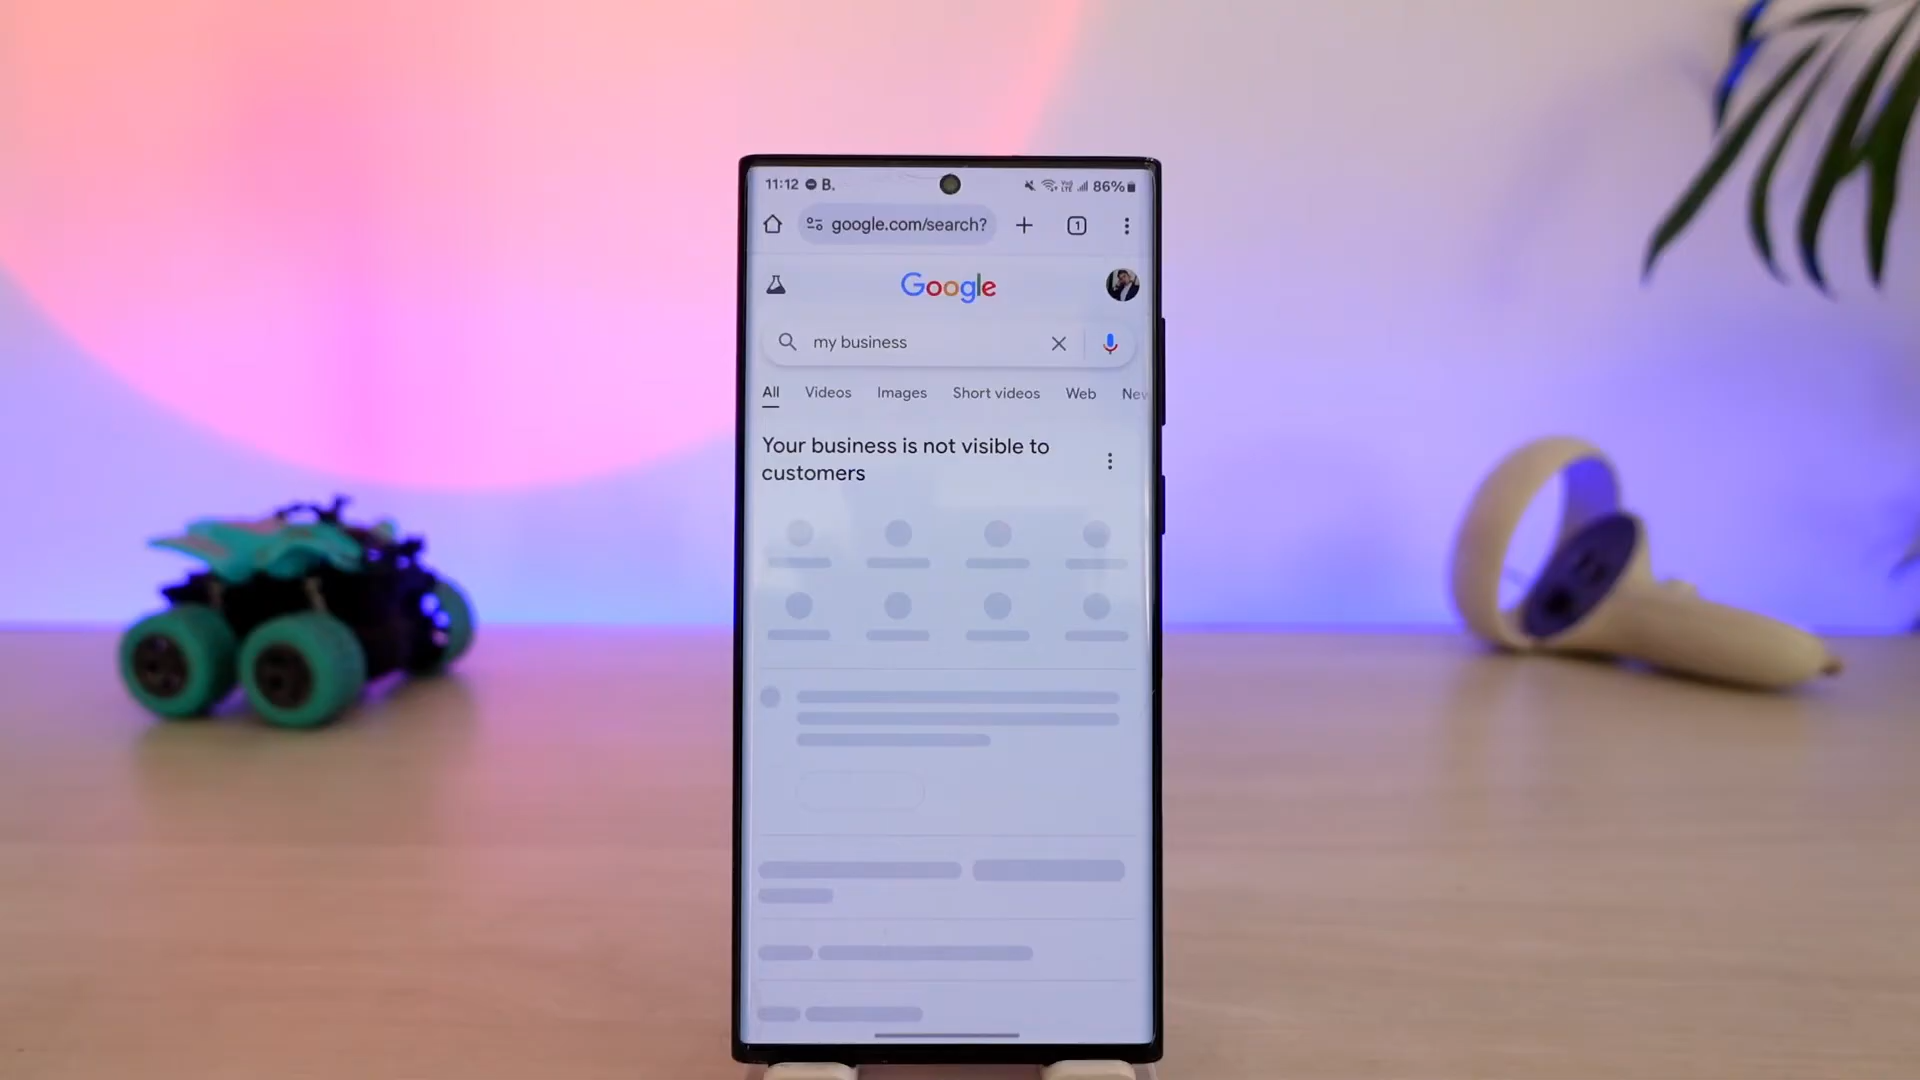 11:12 B. 86%
google.com/search? 1
Google
my business
All Videos Images Short videos Web
Your business is not visible to
customers